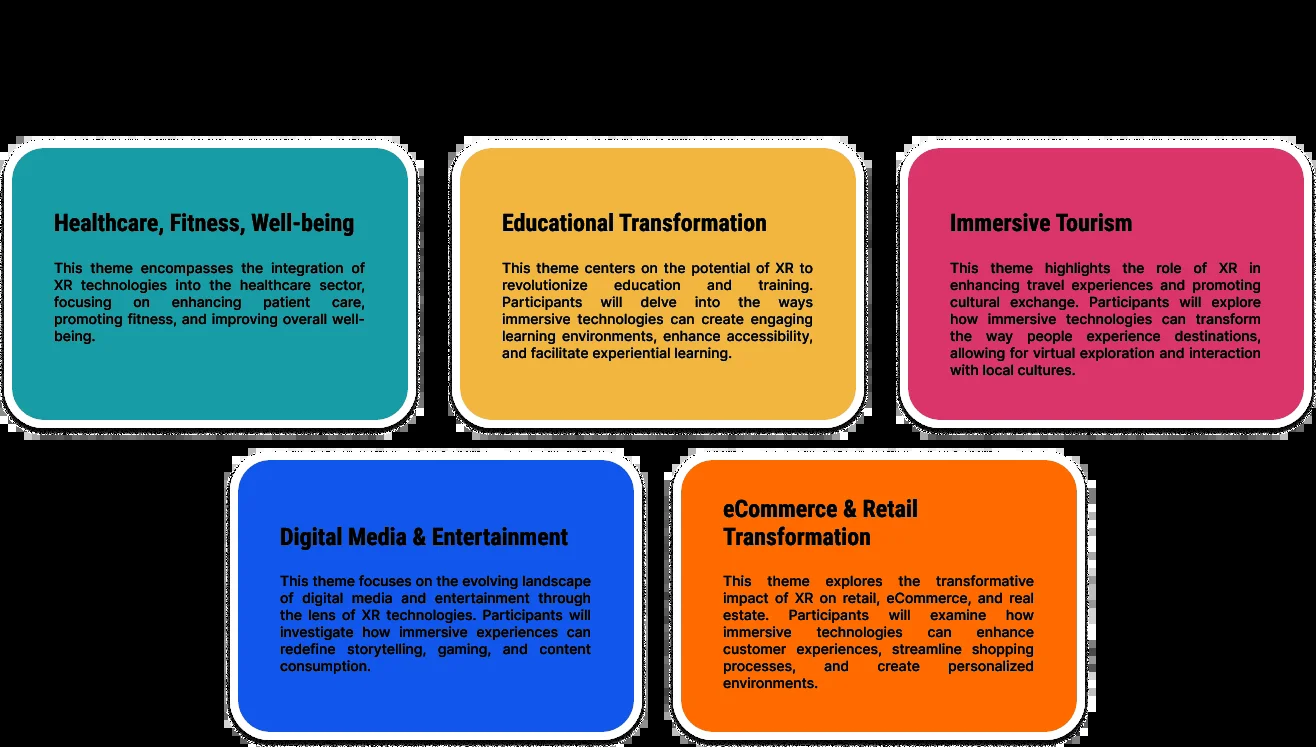 Healthcare, Fitness, Well-being
This theme encompasses the integration of
XR technologies into the healthcare sector,
focusing on enhancing patient care,
promoting fitness, and improving overall well-
being.
Educational Transformation
This theme centers on the potential of XR to
revolutionize education and training.
Participants will delve into the ways
immersive technologies can create engaging
learning environments, enhance accessibility,
and facilitate experiential learning.
Immersive Tourism
This theme highlights the role of XR in
enhancing travel experiences and promoting
cultural exchange. Participants will explore
how immersive technologies can transform
the way people experience destinations,
allowing for virtual exploration and interaction
with local cultures.
Digital Media & Entertainment
This theme focuses on the evolving landscape
of digital media and entertainment through
the lens of XR technologies. Participants will
investigate how immersive experiences can
redefine storytelling, gaming, and content
consumption.
eCommerce & Retail
Transformation
This theme explores the transformative
impact of XR on retail, eCommerce, and real
estate. Participants will examine how
immersive technologies can enhance
customer experiences, streamline shopping
processes, and create personalized
environments.